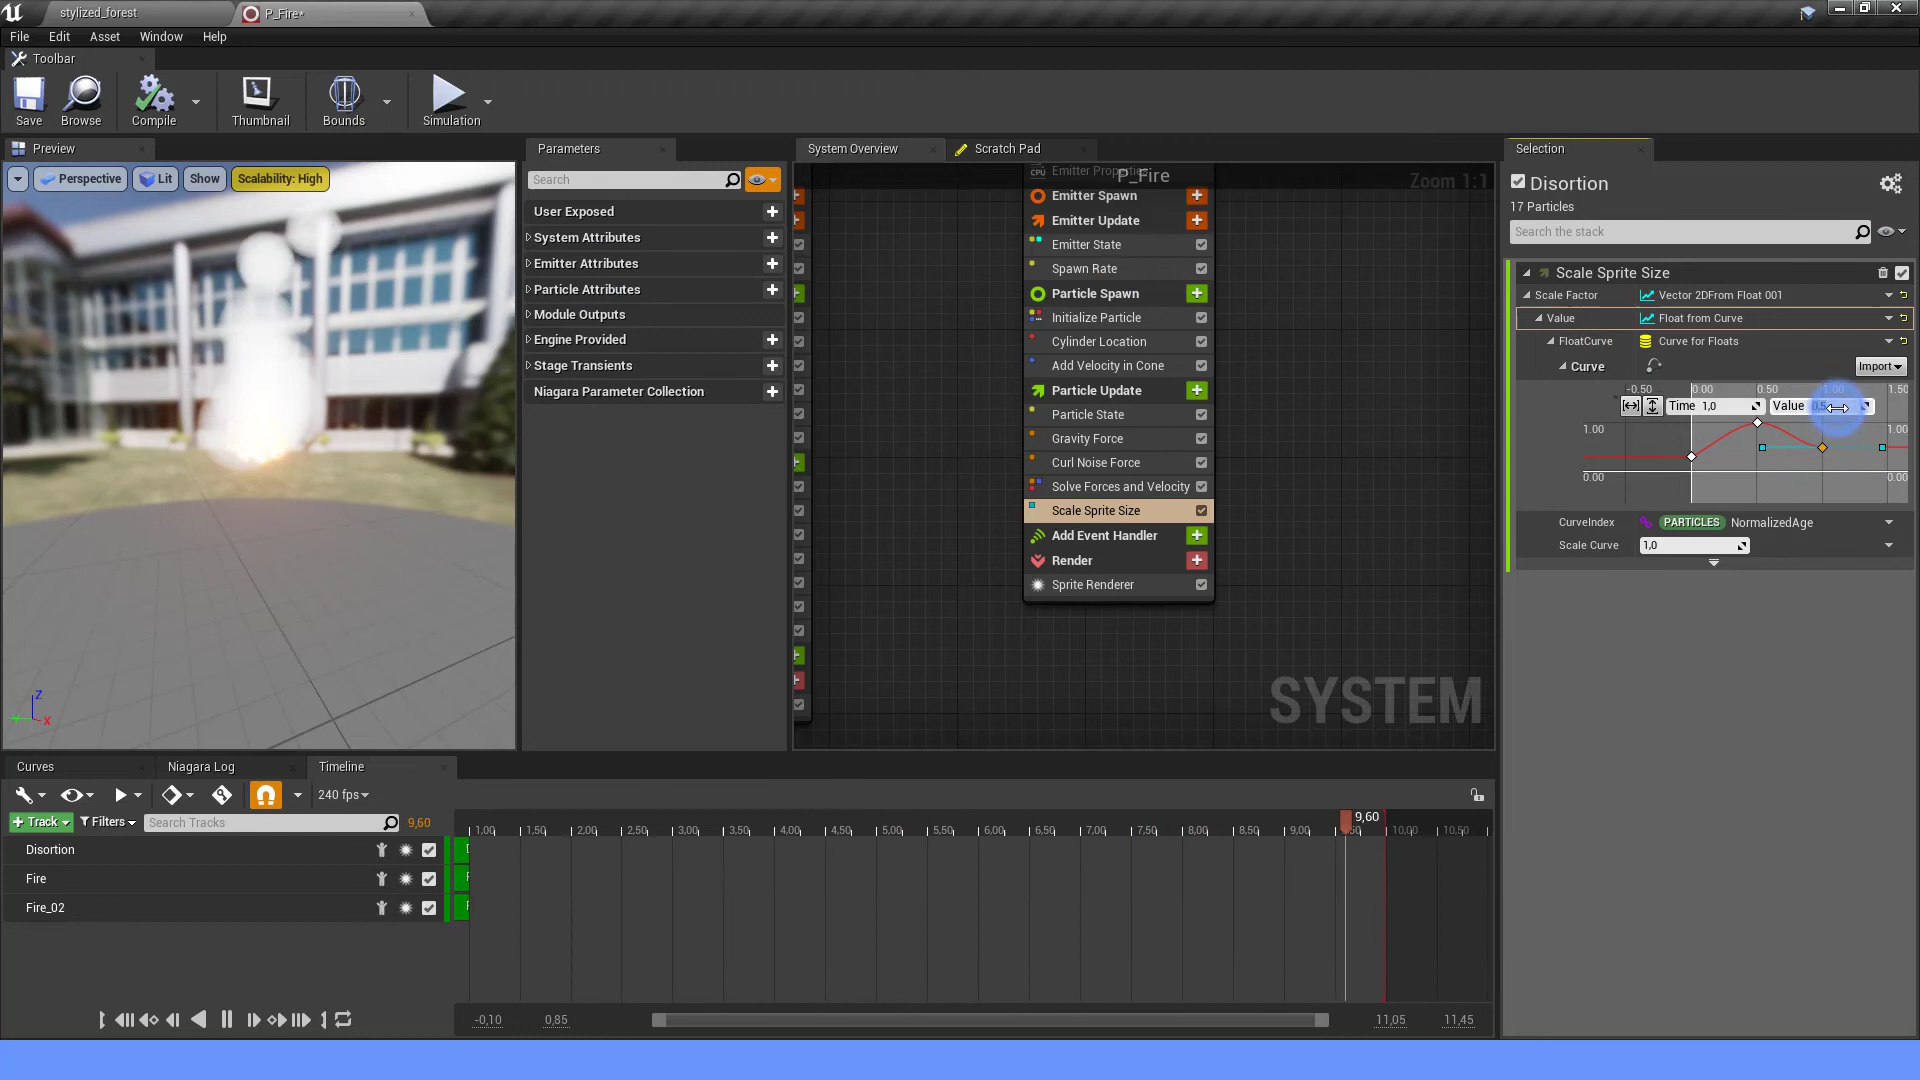 stylized_forest
P_Fire*
File Edit Asset Window Help
Toolbar
Save Browse Compile Thumbnail Bounds Simulation
Preview
Perspective Lit Show Scalability: High
Parameters
Search
User Exposed
System Attributes
Emitter Attributes
Particle Attributes
Module Outputs
Engine Provided
Stage Transients
Niagara Parameter Collection
System Overview
Scratch Pad
P_Fire
Zoom 1:1
CPU
Emitter Spawn
Emitter Update
Emitter State
Spawn Rate
Particle Spawn
Initialize Particle
Cylinder Location
Add Velocity in Cone
Particle Update
Particle State
Gravity Force
Curl Noise Force
Solve Forces and Velocity
Scale Sprite Size
Add Event Handler
Render
Sprite Renderer
SYSTEM
Z
X
Selection
Distortion
17 Particles
Search the stack
Scale Sprite Size
Scale Factor Vector 2DFrom Float 001
Value Float from Curve
FloatCurve Curve for Floats
Curve Import
-0.50 0.00 0.50 1.00 1.50
Time 1,0 Value 0,5
1.00 1.00
0.00 0.00
CurveIndex PARTICLES NormalizedAge
Scale Curve 1,0
Curves Niagara Log Timeline
240 fps
+ Track Filters Search Tracks 9,60
1,00 1,50 2,00 2,50 3,00 3,50 4,00 4,50 5,00 5,50 6,00 6,50 7,00 7,50 8,00 8,50 9,00 9,60 10,00 10,50
Distortion
Fire
Fire_02
-0,10 0,85 11,05 11,45